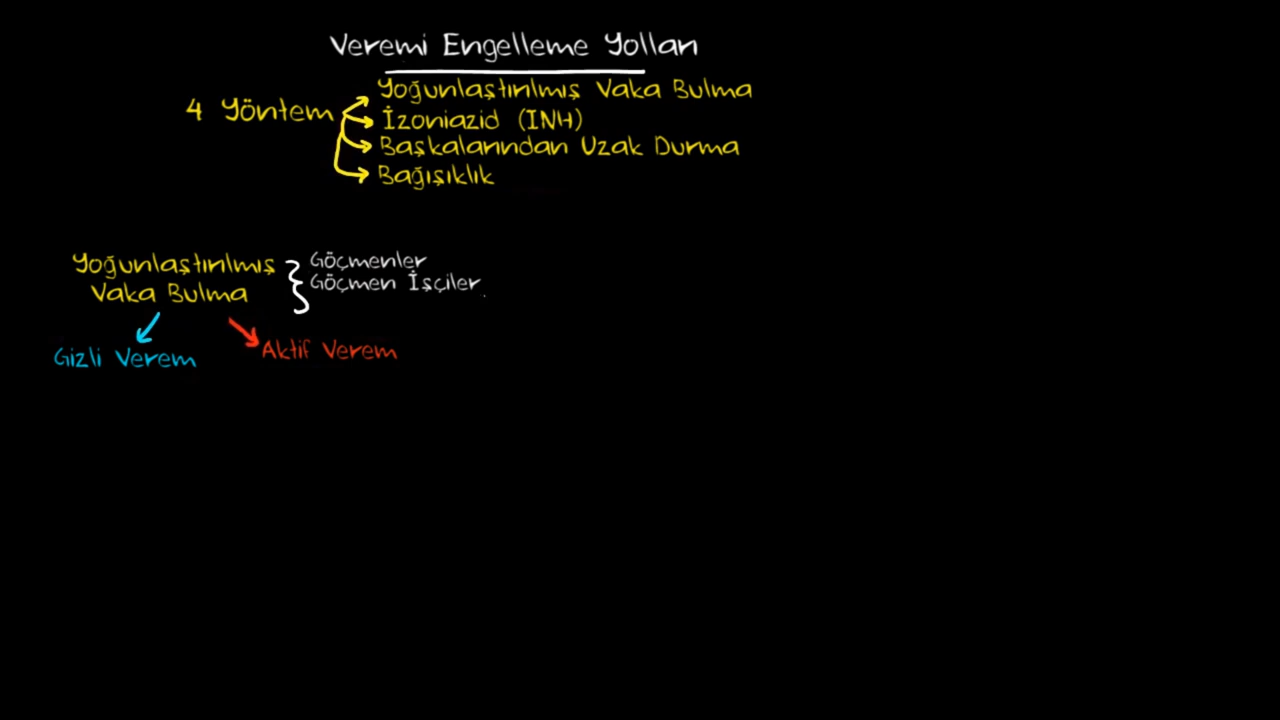 Veremi Engelleme Yolları
4 Yöntem
Yoğunlaştırılmış Vaka Bulma
İzoniazid (INH)
Başkalarından Uzak Durma
Bağışıklık
Yoğunlaştırılmış
Vaka Bulma
Göçmenler
Göçmen İşçiler
Gizli Verem
Aktif Verem